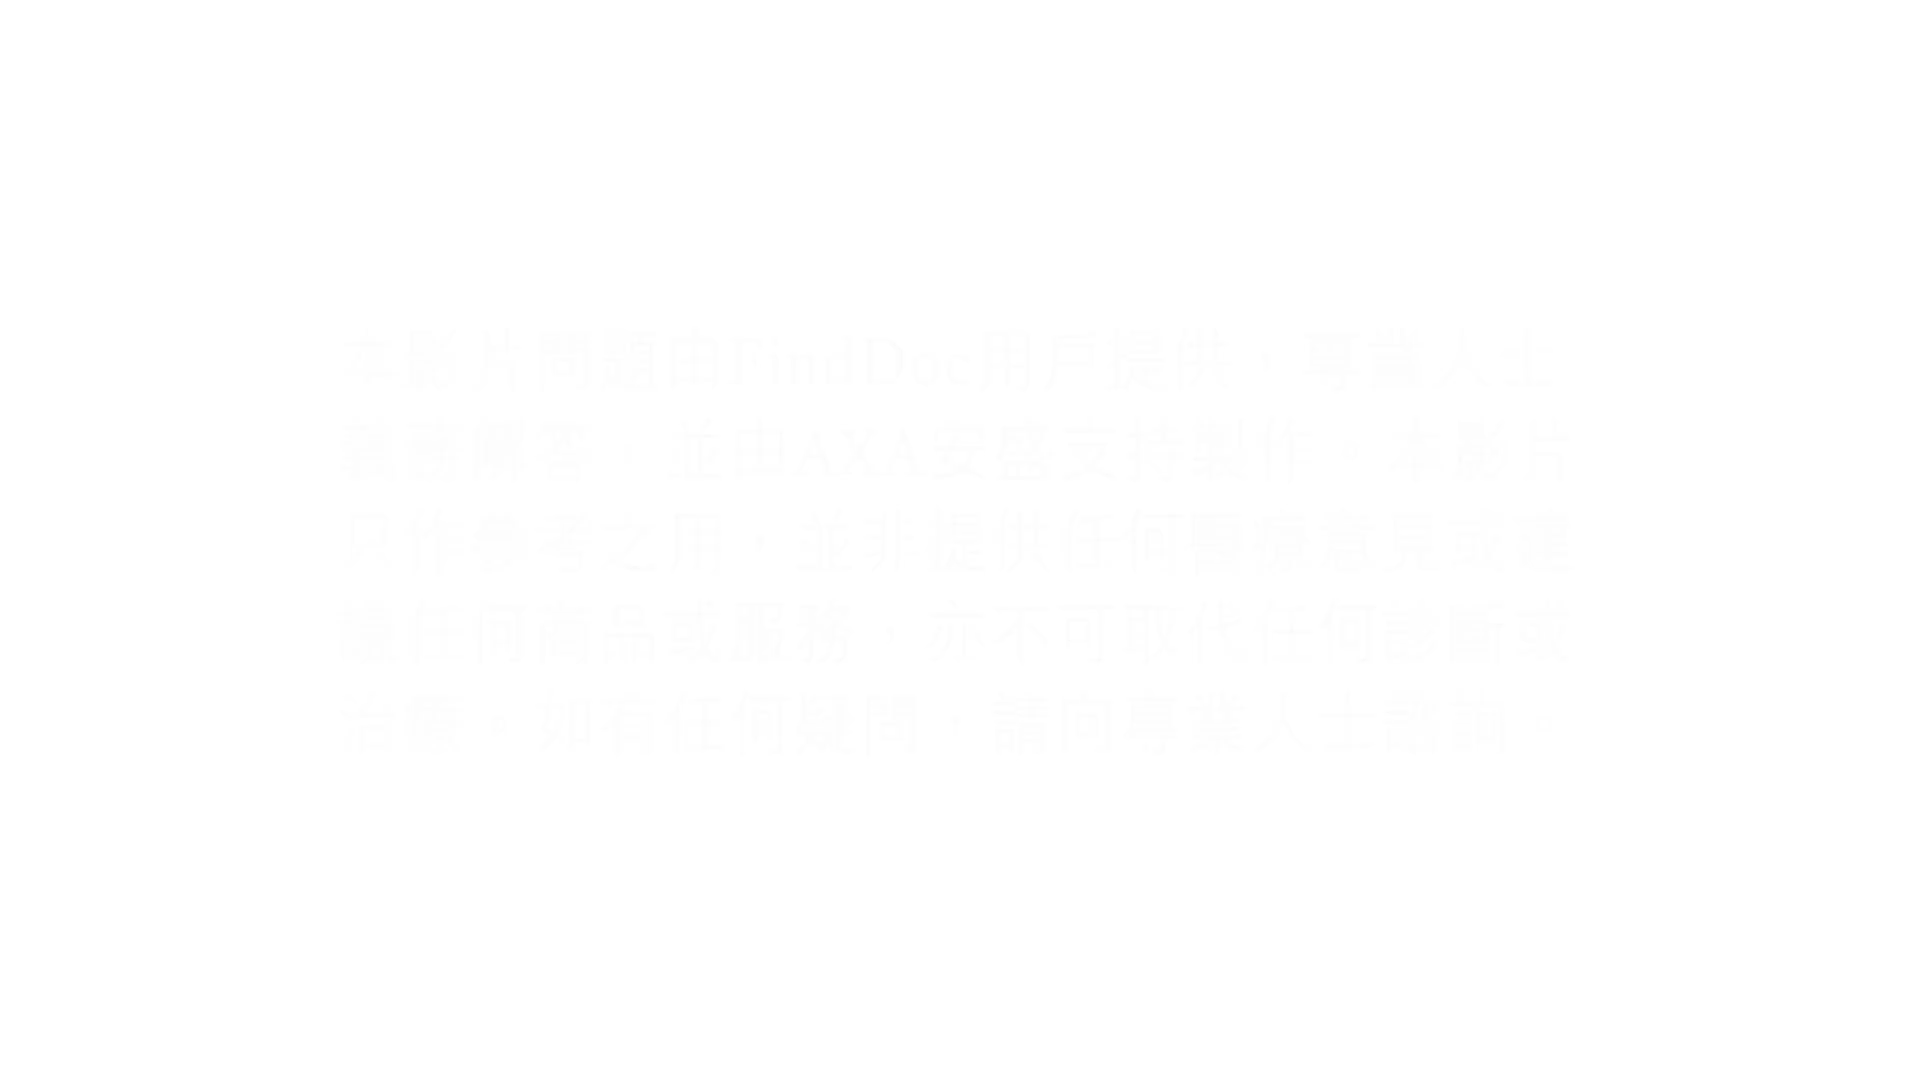 本影片問題由FindDoc用戶提供，專業人士
義務解答，並由AXA安盛支持製作。本影片
只作參考之用，並非提供任何醫療意見或建
議任何商品或服務，亦不可取代任何診斷或
治療。如有任何疑問，請向專業人士諮詢。